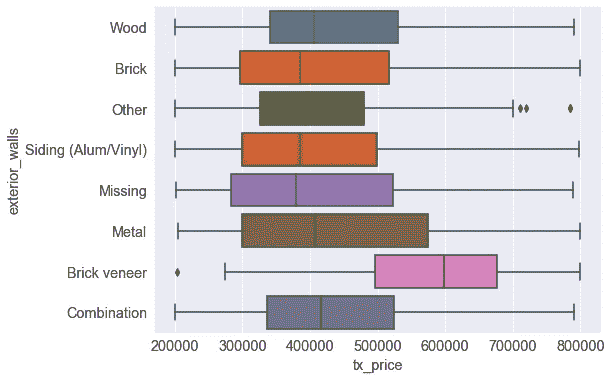 Wood
Brick
Other
Siding (Alum/Vinyl)
Missing
Metal
Brick veneer
Combination
exterior_walls
200000 300000 400000 500000 600000 700000 800000
tx_price